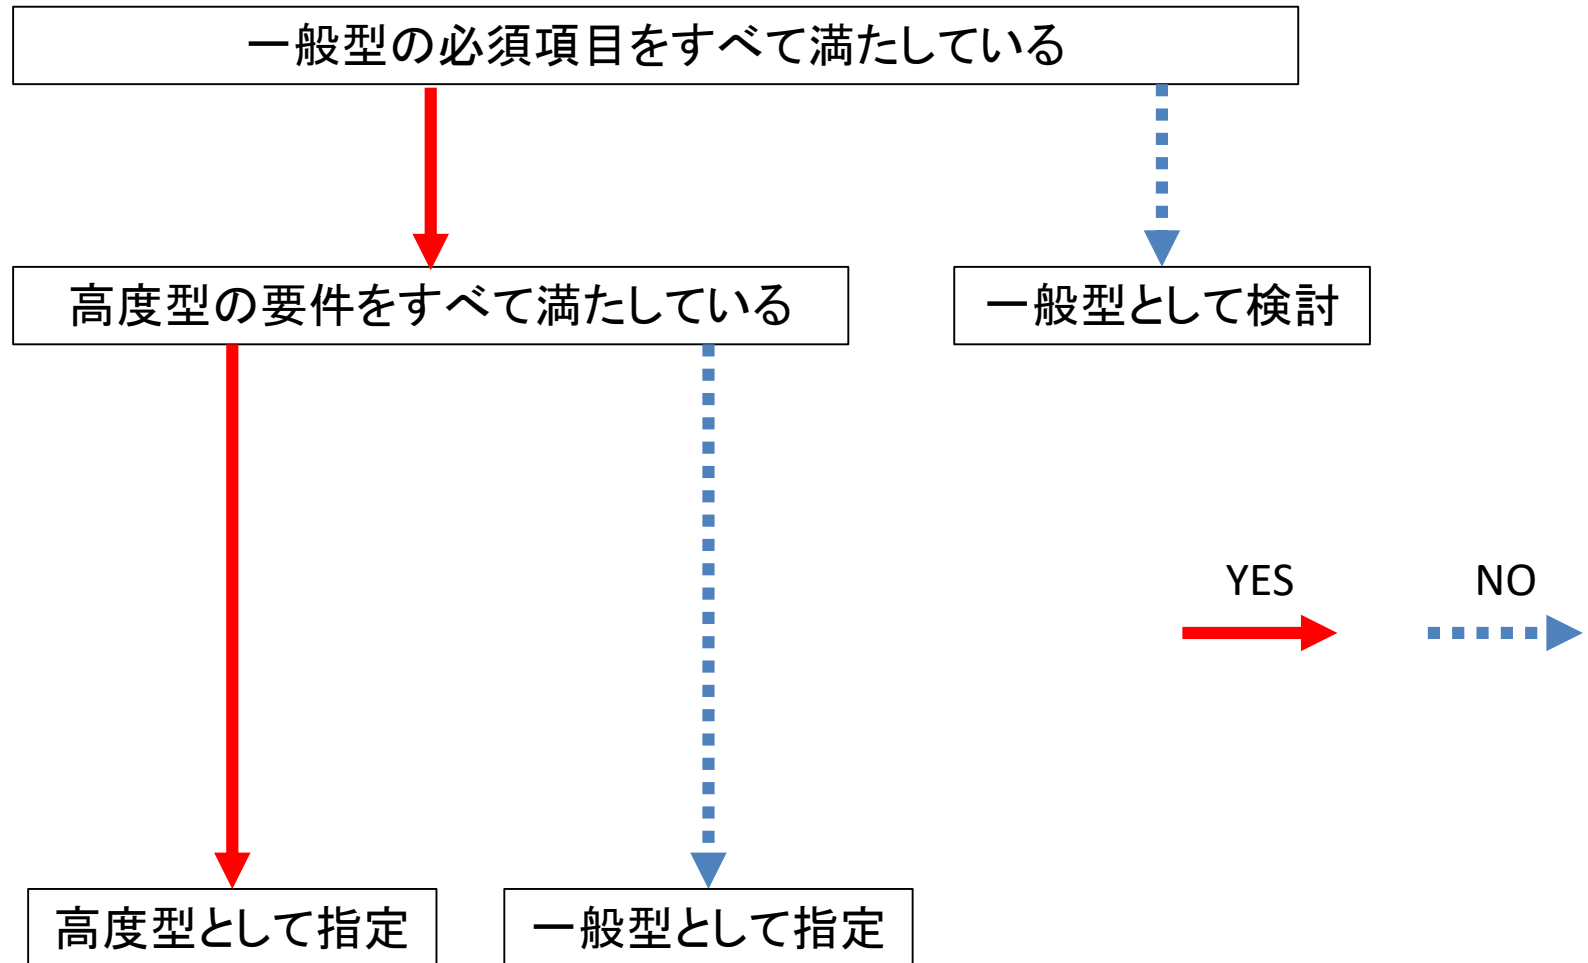 一般型の必須項目をすべて満たしている
高度型の要件をすべて満たしている
一般型として検討
YES
NO
高度型として指定
一般型として指定